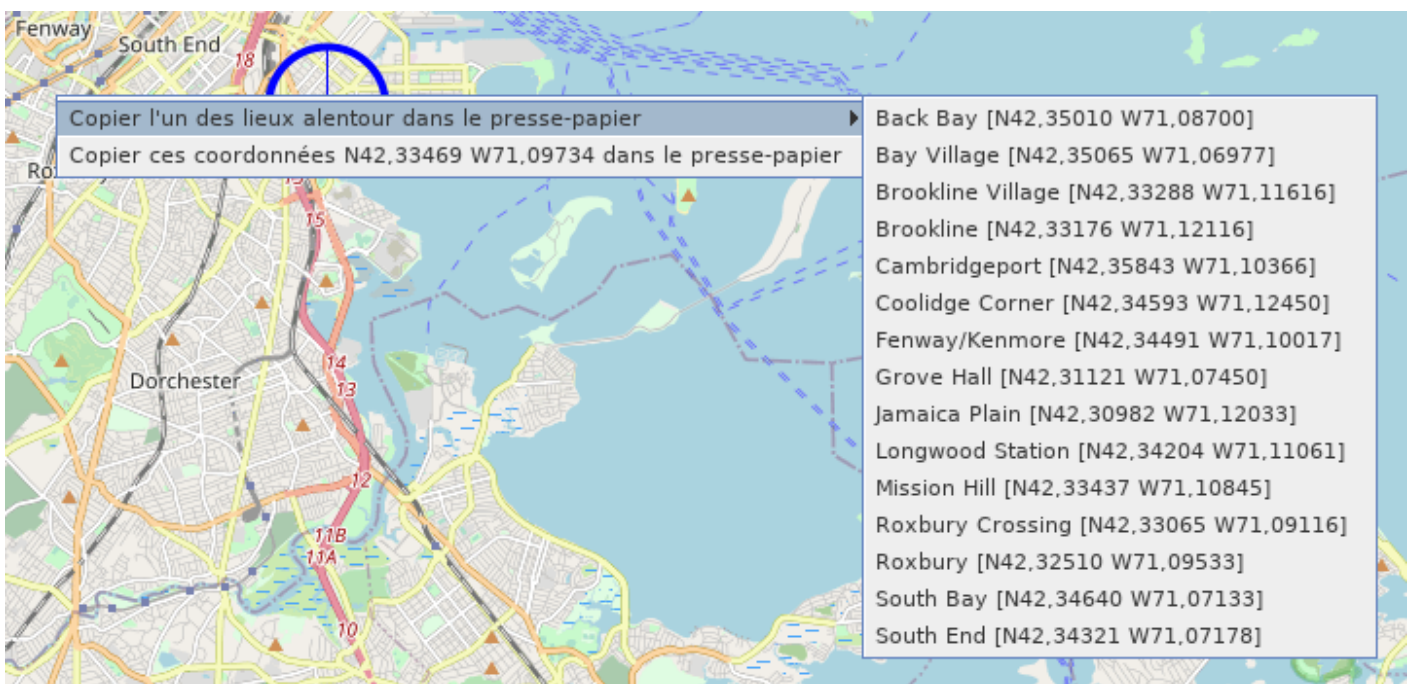 Fenway
South End
18
Copier l'un des lieux alentour dans le presse-papier
Copier ces coordonnées N42,33469 W71,09734 dans le presse-papier
Back Bay [N42,35010 W71,08700]
Bay Village [N42,35065 W71,06977]
Brookline Village [N42,33288 W71,11616]
Brookline [N42,33176 W71,12116]
Cambridgeport [N42,35843 W71,10366]
Coolidge Corner [N42,34593 W71,12450]
Fenway/Kenmore [N42,34491 W71,10017]
Grove Hall [N42,31121 W71,07450]
Jamaica Plain [N42,30982 W71,12033]
Longwood Station [N42,34204 W71,11061]
Mission Hill [N42,33437 W71,10845]
Roxbury Crossing [N42,33065 W71,09116]
Roxbury [N42,32510 W71,09533]
South Bay [N42,34640 W71,07133]
South End [N42,34321 W71,07178]
15
14
13
Dorchester
12
11B
11A
10